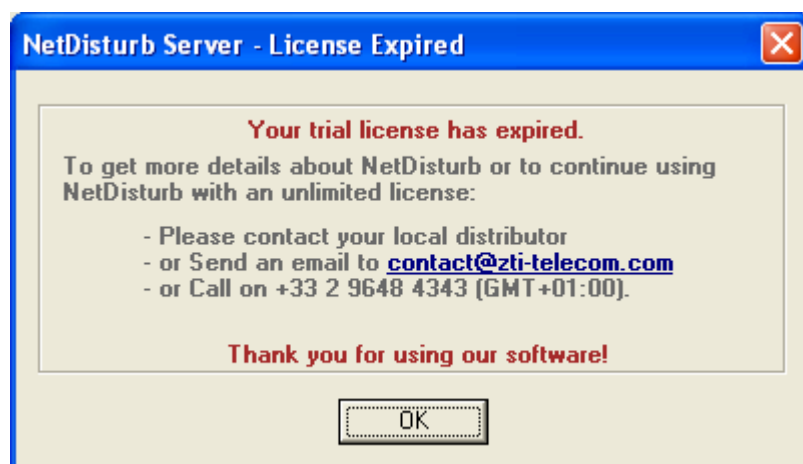 NetDisturb Server - License Expired
Your trial license has expired.
To get more details about NetDisturb or to continue using
NetDisturb with an unlimited license:
- Please contact your local distributor
- or Send an email to contact@zti-telecom.com
- or Call on +33 2 9648 4343 (GMT+01:00).
Thank you for using our software!
OK